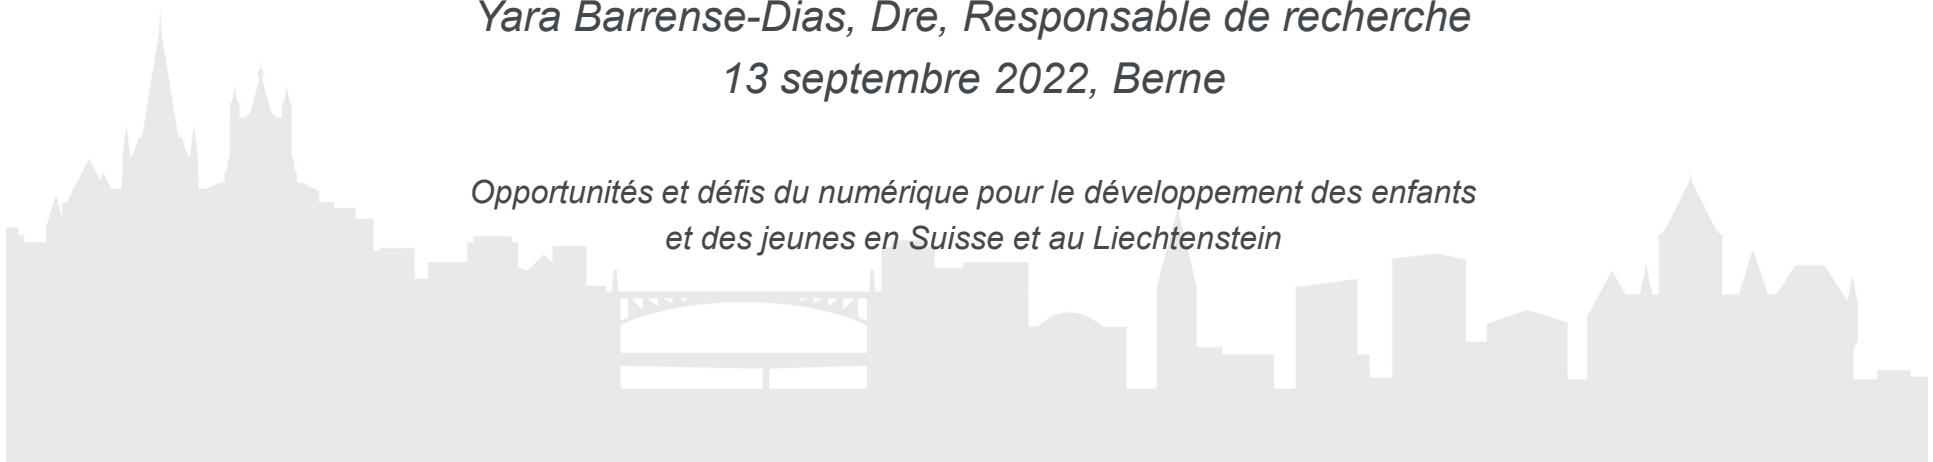 Yara Barrense-Dias, Dre, Responsable de recherche
13 septembre 2022, Berne
Opportunités et défis du numérique pour le développement des enfants
et des jeunes en Suisse et au Liechtenstein